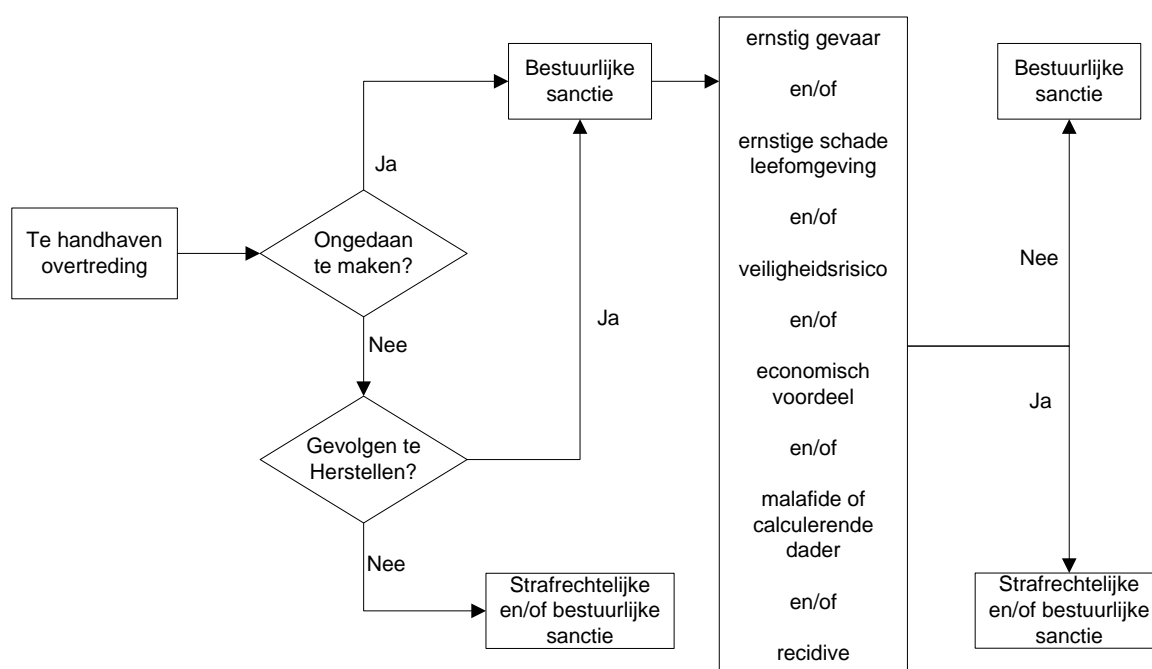 Te handhaven
overtreding
Ongedaan
te maken?
Ja
Nee
Gevolgen te
Herstellen?
Ja
Nee
Bestuurlijke
sanctie
Strafrechtelijke
en/of bestuurlijke
sanctie
ernstig gevaar
en/of
ernstige schade
leefomgeving
en/of
veiligheidsrisico
en/of
economisch
voordeel
en/of
malafide of
calculerende
dader
en/of
recidive
Nee
Bestuurlijke
sanctie
Ja
Strafrechtelijke
en/of bestuurlijke
sanctie